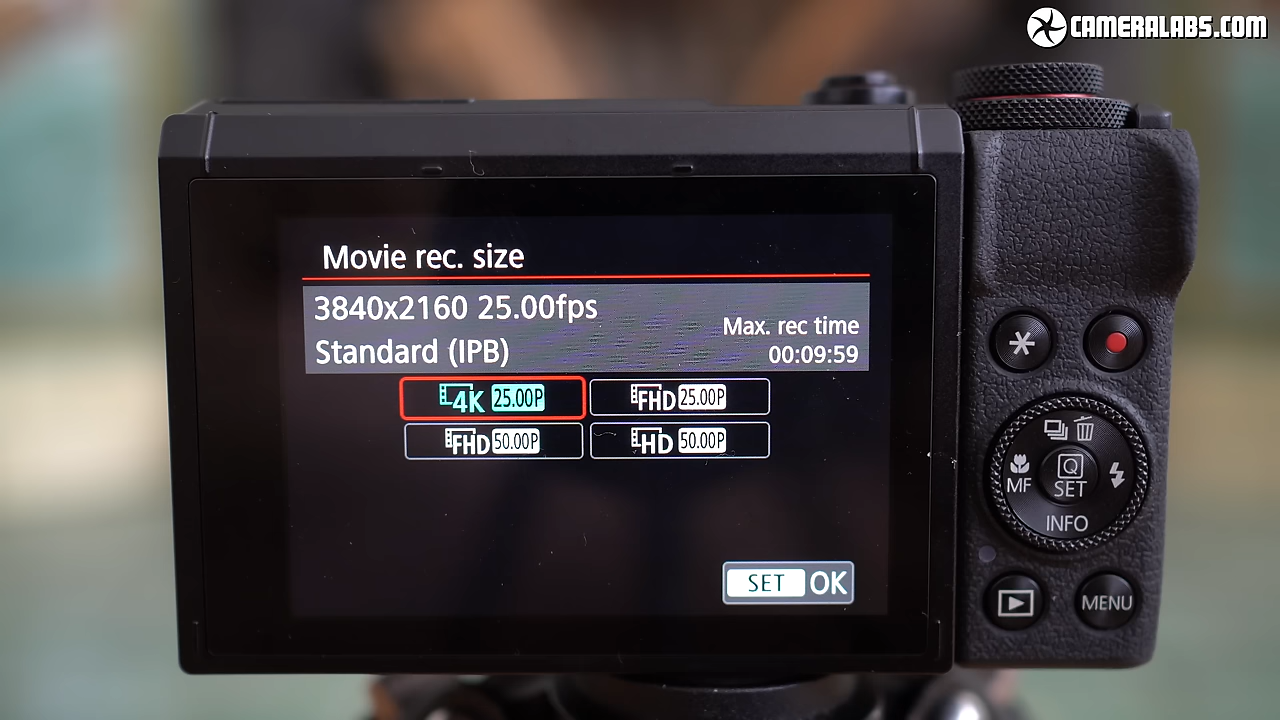 CAMERALABS.COM
Movie rec. size
3840x2160 25.00fps
Max. rec time
Standard (IPB)
00:09:59
4K 25.00P
FHD 25.00P
FHD 50.00P
HD 50.00P
SET OK
MF
Q
SET
INFO
MENU